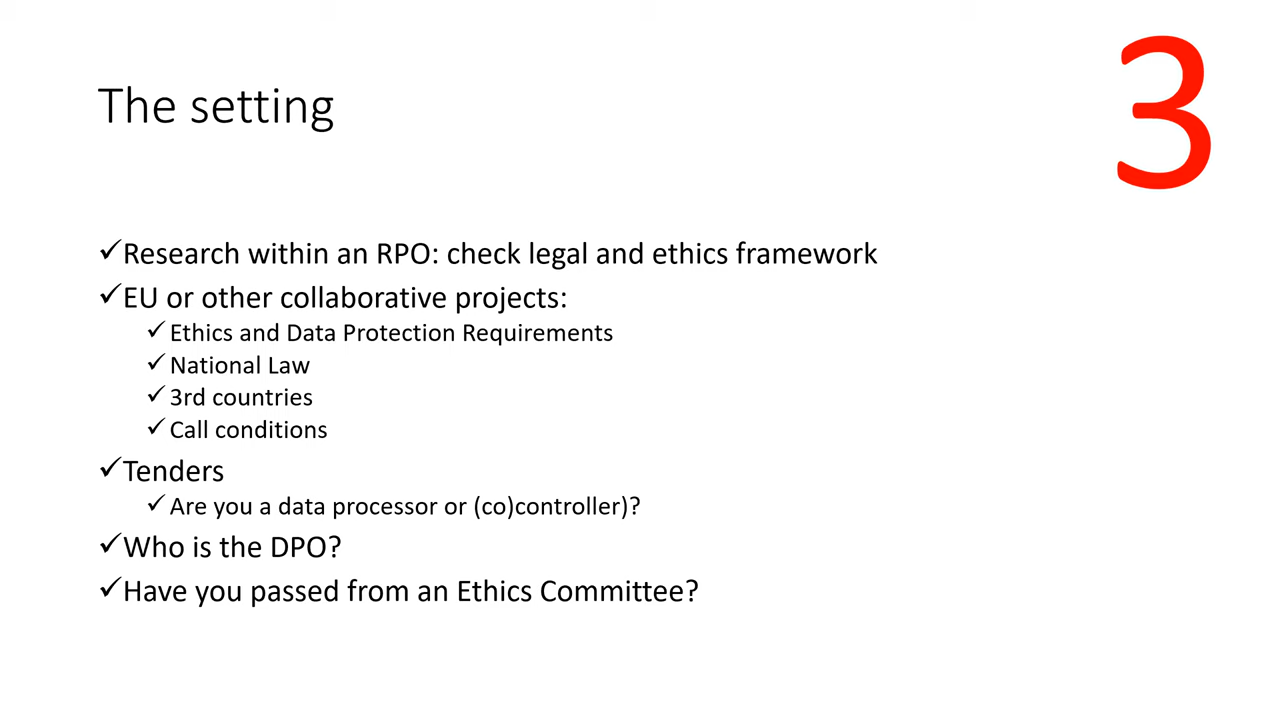 The setting
3
✓Research within an RPO: check legal and ethics framework
✓EU or other collaborative projects:
✓Ethics and Data Protection Requirements
✓National Law
✓3rd countries
✓Call conditions
✓Tenders
✓Are you a data processor or (co)controller)?
✓Who is the DPO?
✓Have you passed from an Ethics Committee?